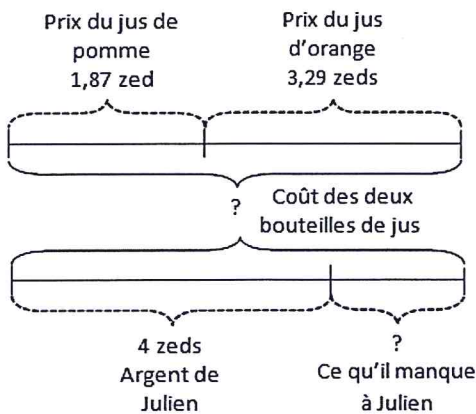 Prix du jus de
pomme
1,87 zed
Prix du jus
d'orange
3,29 zeds
?
Coût des deux
bouteilles de jus
4 zeds
Argent de
Julien
?
Ce qu'il manque
à Julien